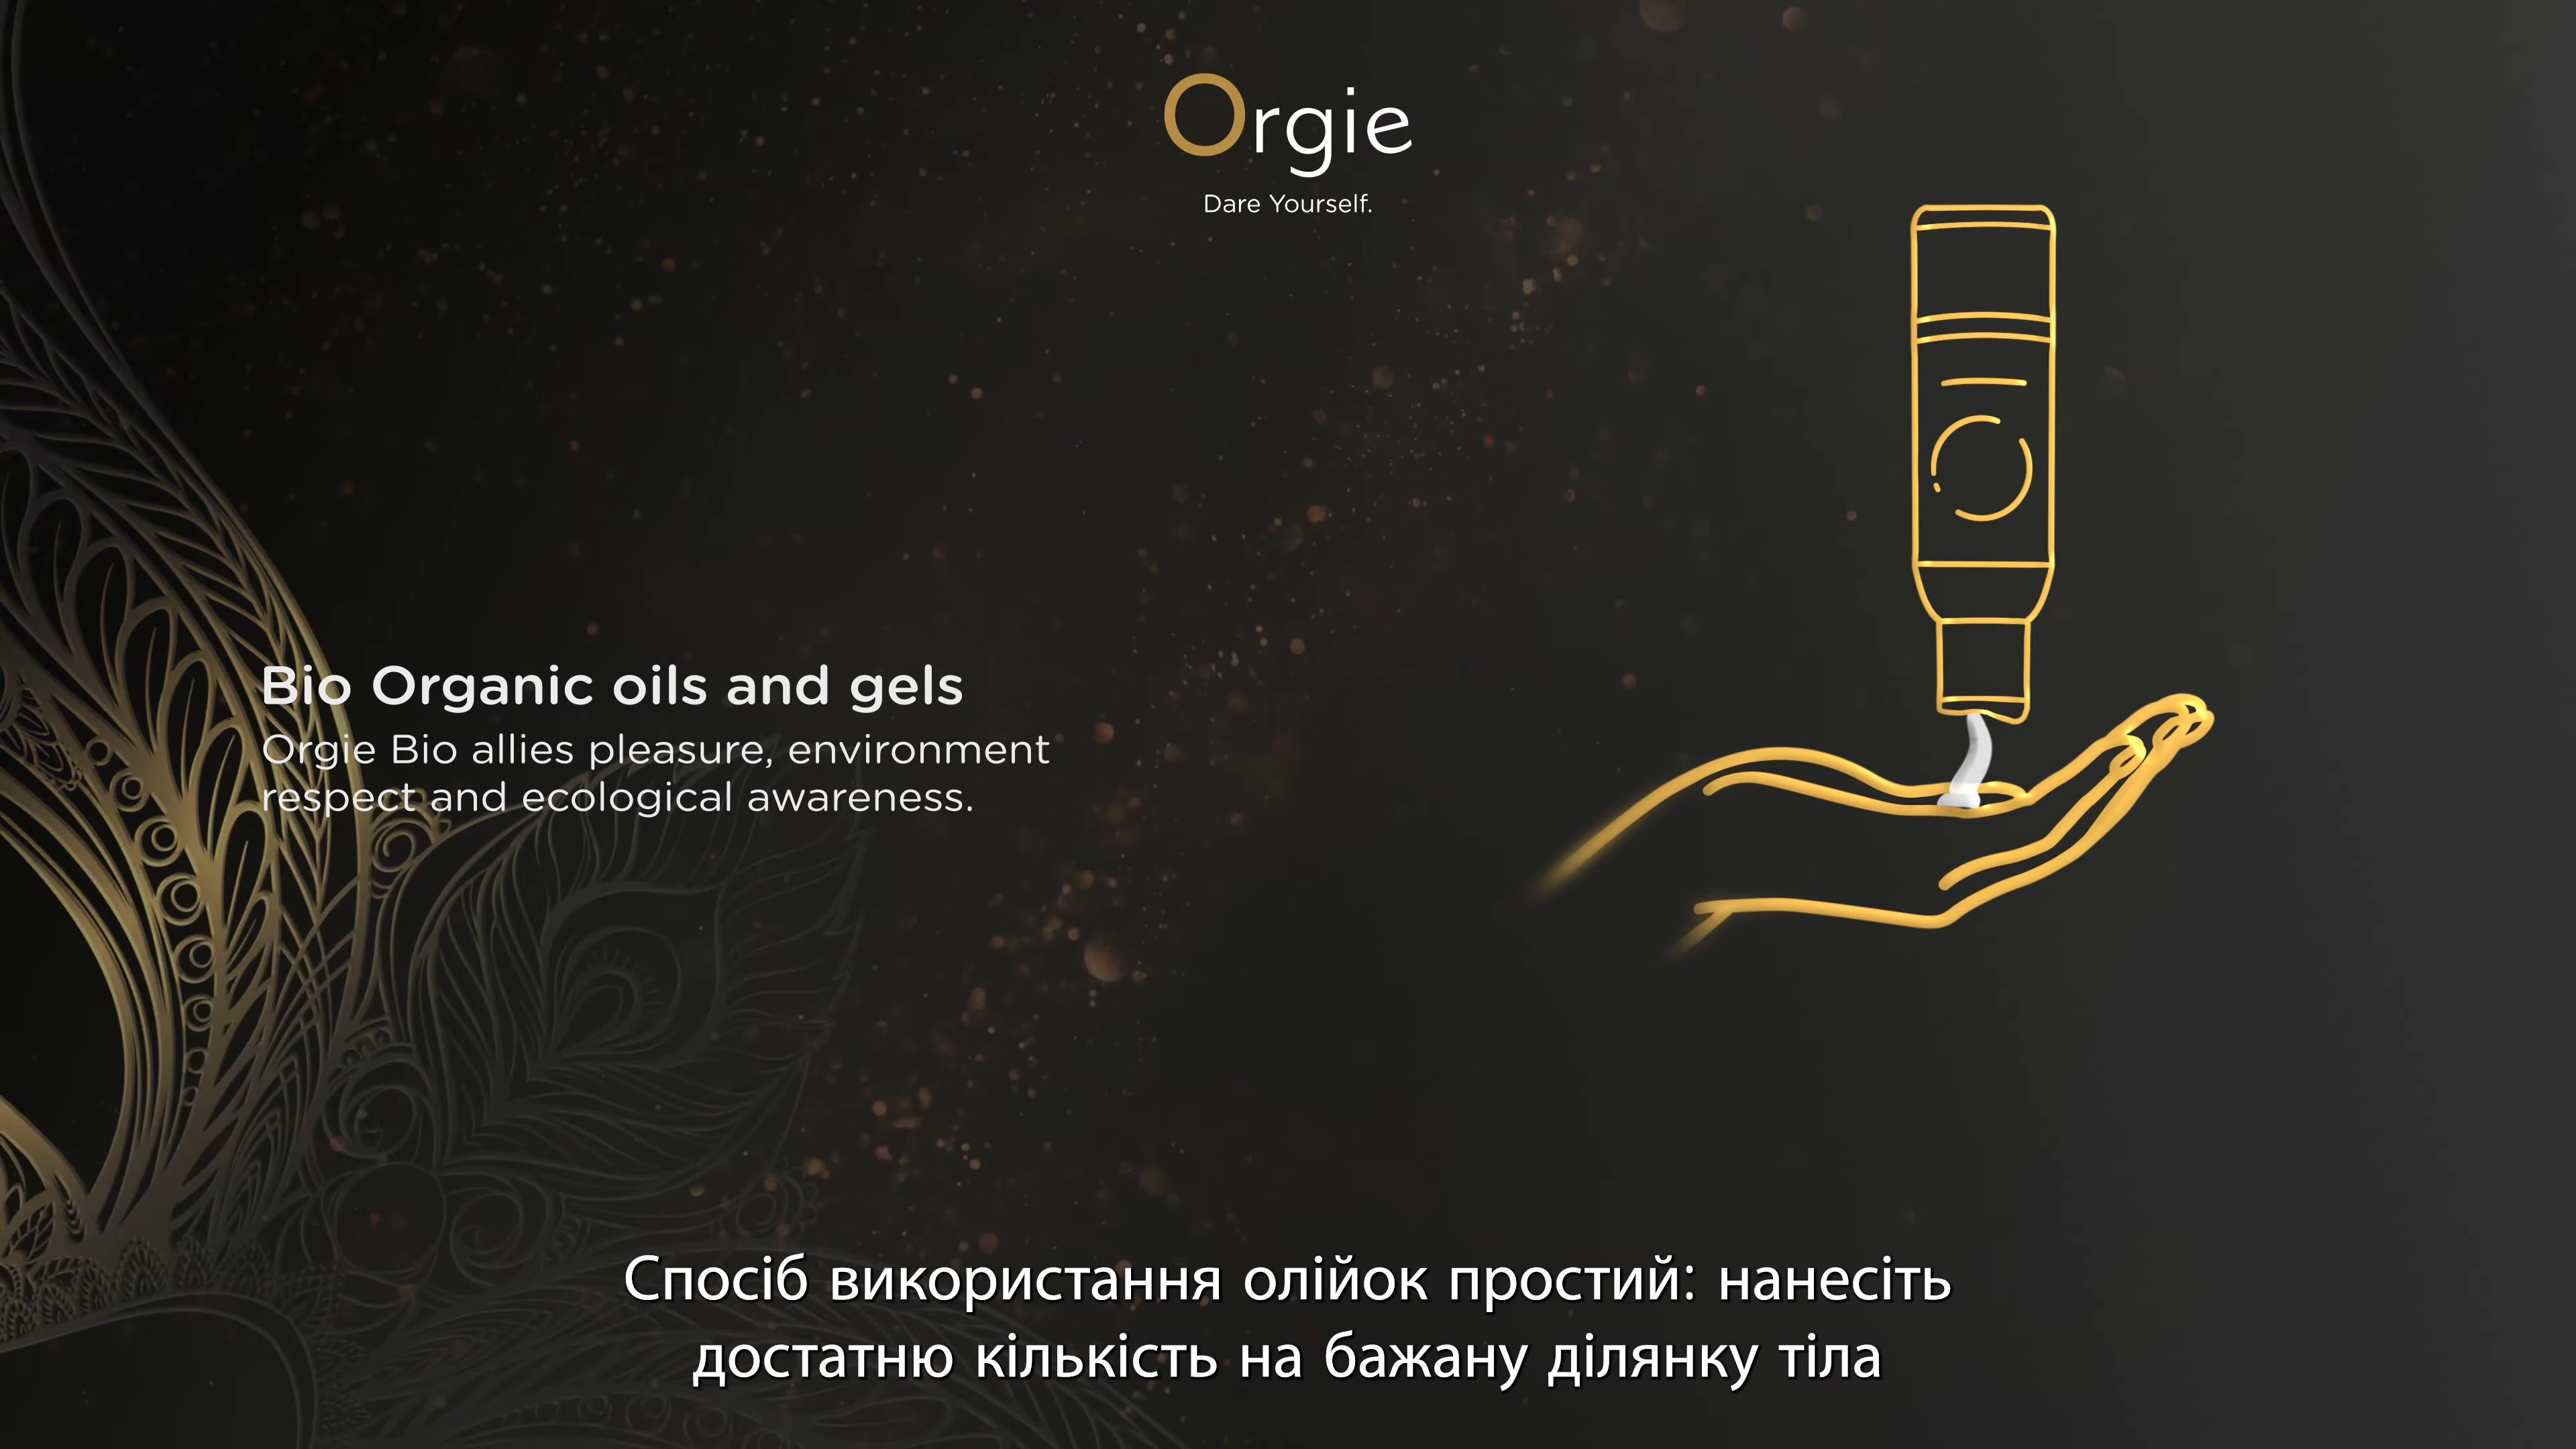 Orgie
Dare Yourself.
Bio Organic oils and gels
Orgie Bio allies pleasure, environment
respect and ecological awareness.
Спосіб використання олійок простий: нанесіть
достатню кількість на бажану ділянку тіла